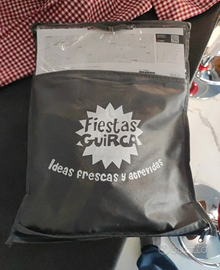 Fiestas
GUiRCA
Ideas frescas y atrevidas